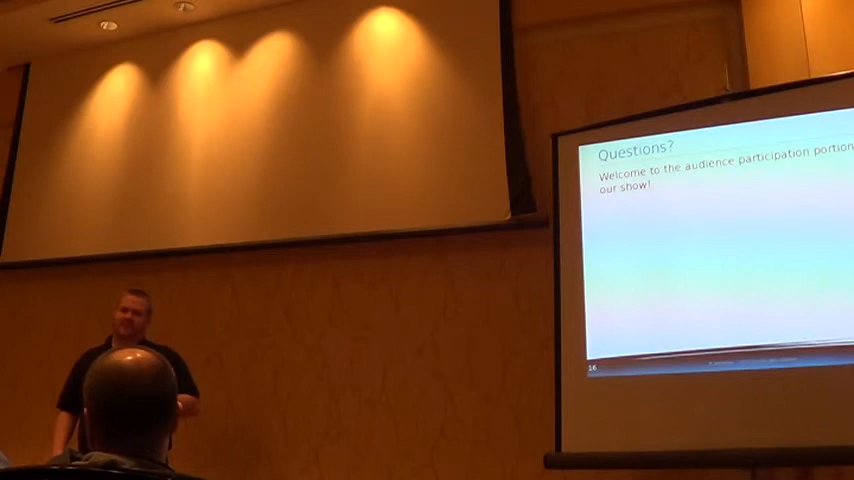 Questions?
Welcome to the audience participation portion
our show!
16